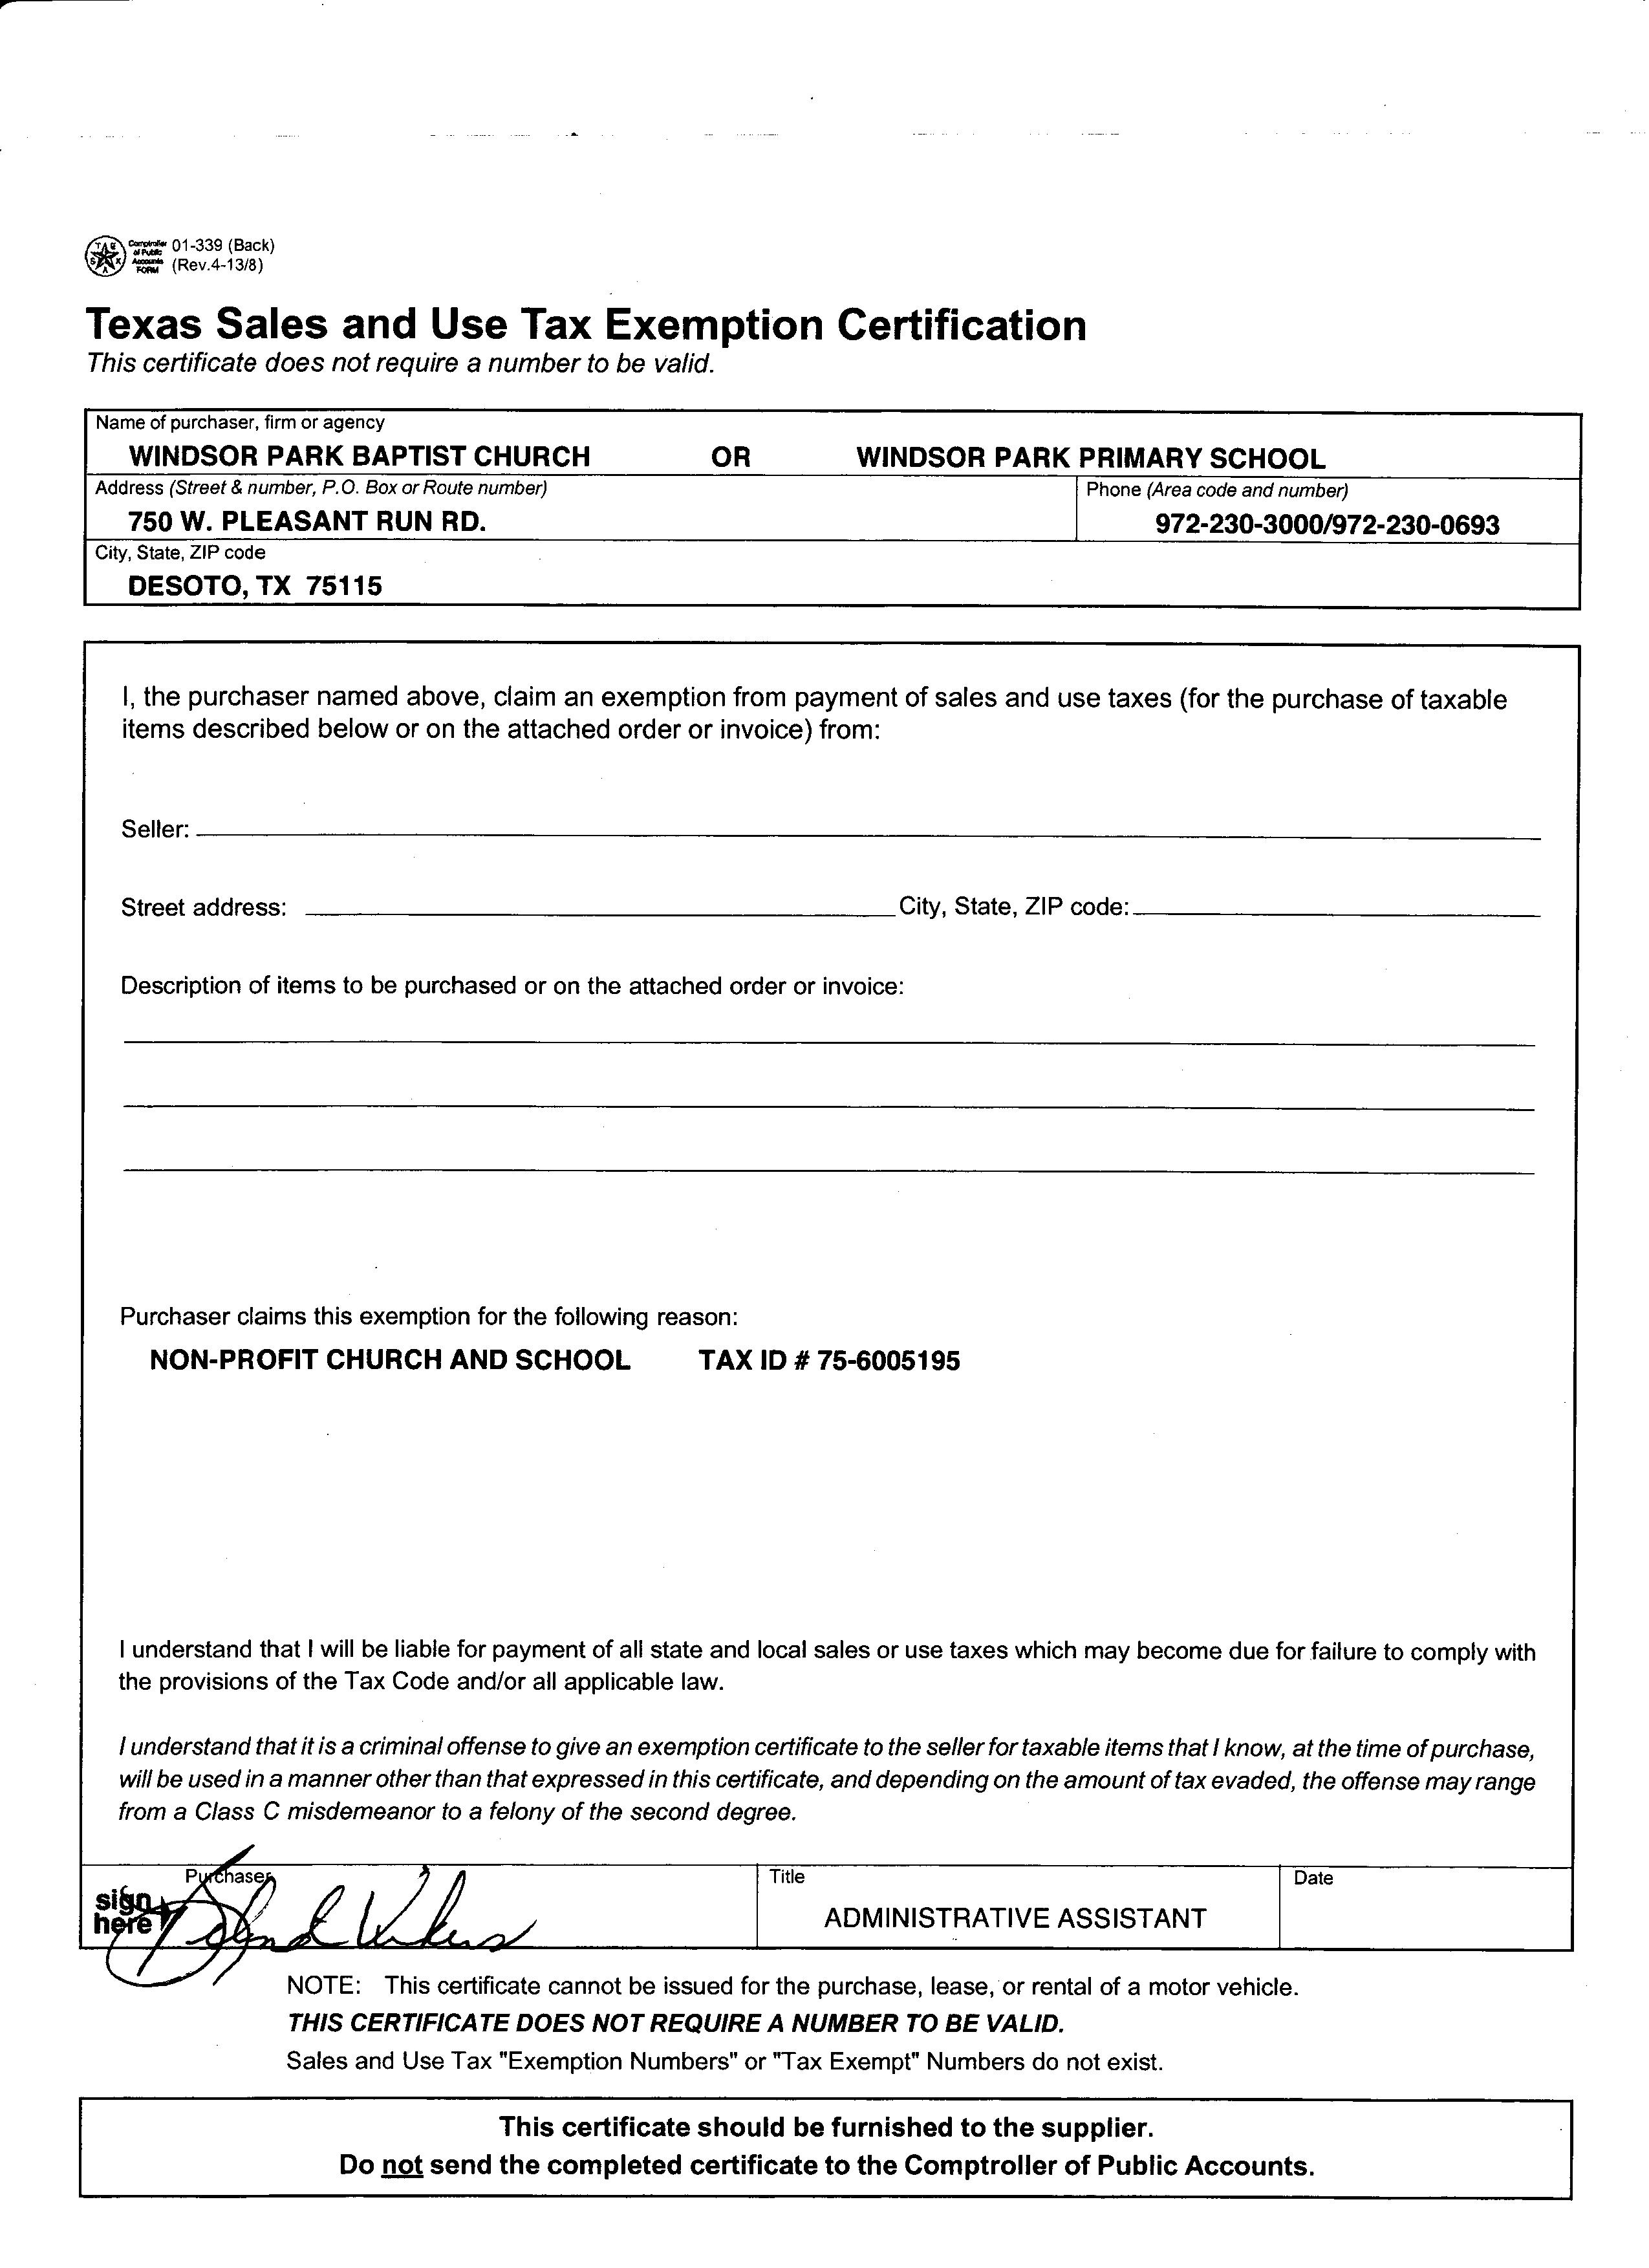 TAX
Comptroller
of Public
Accounts
FORM
01-339 (Back)
(Rev.4-13/8)
Texas Sales and Use Tax Exemption Certification
This certificate does not require a number to be valid.
Name of purchaser, firm or agency
WINDSOR PARK BAPTIST CHURCH OR WINDSOR PARK PRIMARY SCHOOL
Address (Street & number, P.O. Box or Route number) Phone (Area code and number)
750 W. PLEASANT RUN RD. 972-230-3000/972-230-0693
City, State, ZIP code
DESOTO, TX 75115
I, the purchaser named above, claim an exemption from payment of sales and use taxes (for the purchase of taxable
items described below or on the attached order or invoice) from:
Seller:
Street address: City, State, ZIP code:
Description of items to be purchased or on the attached order or invoice:
Purchaser claims this exemption for the following reason:
NON-PROFIT CHURCH AND SCHOOL TAX ID # 75-6005195
I understand that I will be liable for payment of all state and local sales or use taxes which may become due for failure to comply with
the provisions of the Tax Code and/or all applicable law.
I understand that it is a criminal offense to give an exemption certificate to the seller for taxable items that I know, at the time of purchase,
will be used in a manner other than that expressed in this certificate, and depending on the amount of tax evaded, the offense may range
from a Class C misdemeanor to a felony of the second degree.
Purchaser Title Date
sign
here
ADMINISTRATIVE ASSISTANT
NOTE: This certificate cannot be issued for the purchase, lease, or rental of a motor vehicle.
THIS CERTIFICATE DOES NOT REQUIRE A NUMBER TO BE VALID.
Sales and Use Tax "Exemption Numbers" or "Tax Exempt" Numbers do not exist.
This certificate should be furnished to the supplier.
Do not send the completed certificate to the Comptroller of Public Accounts.